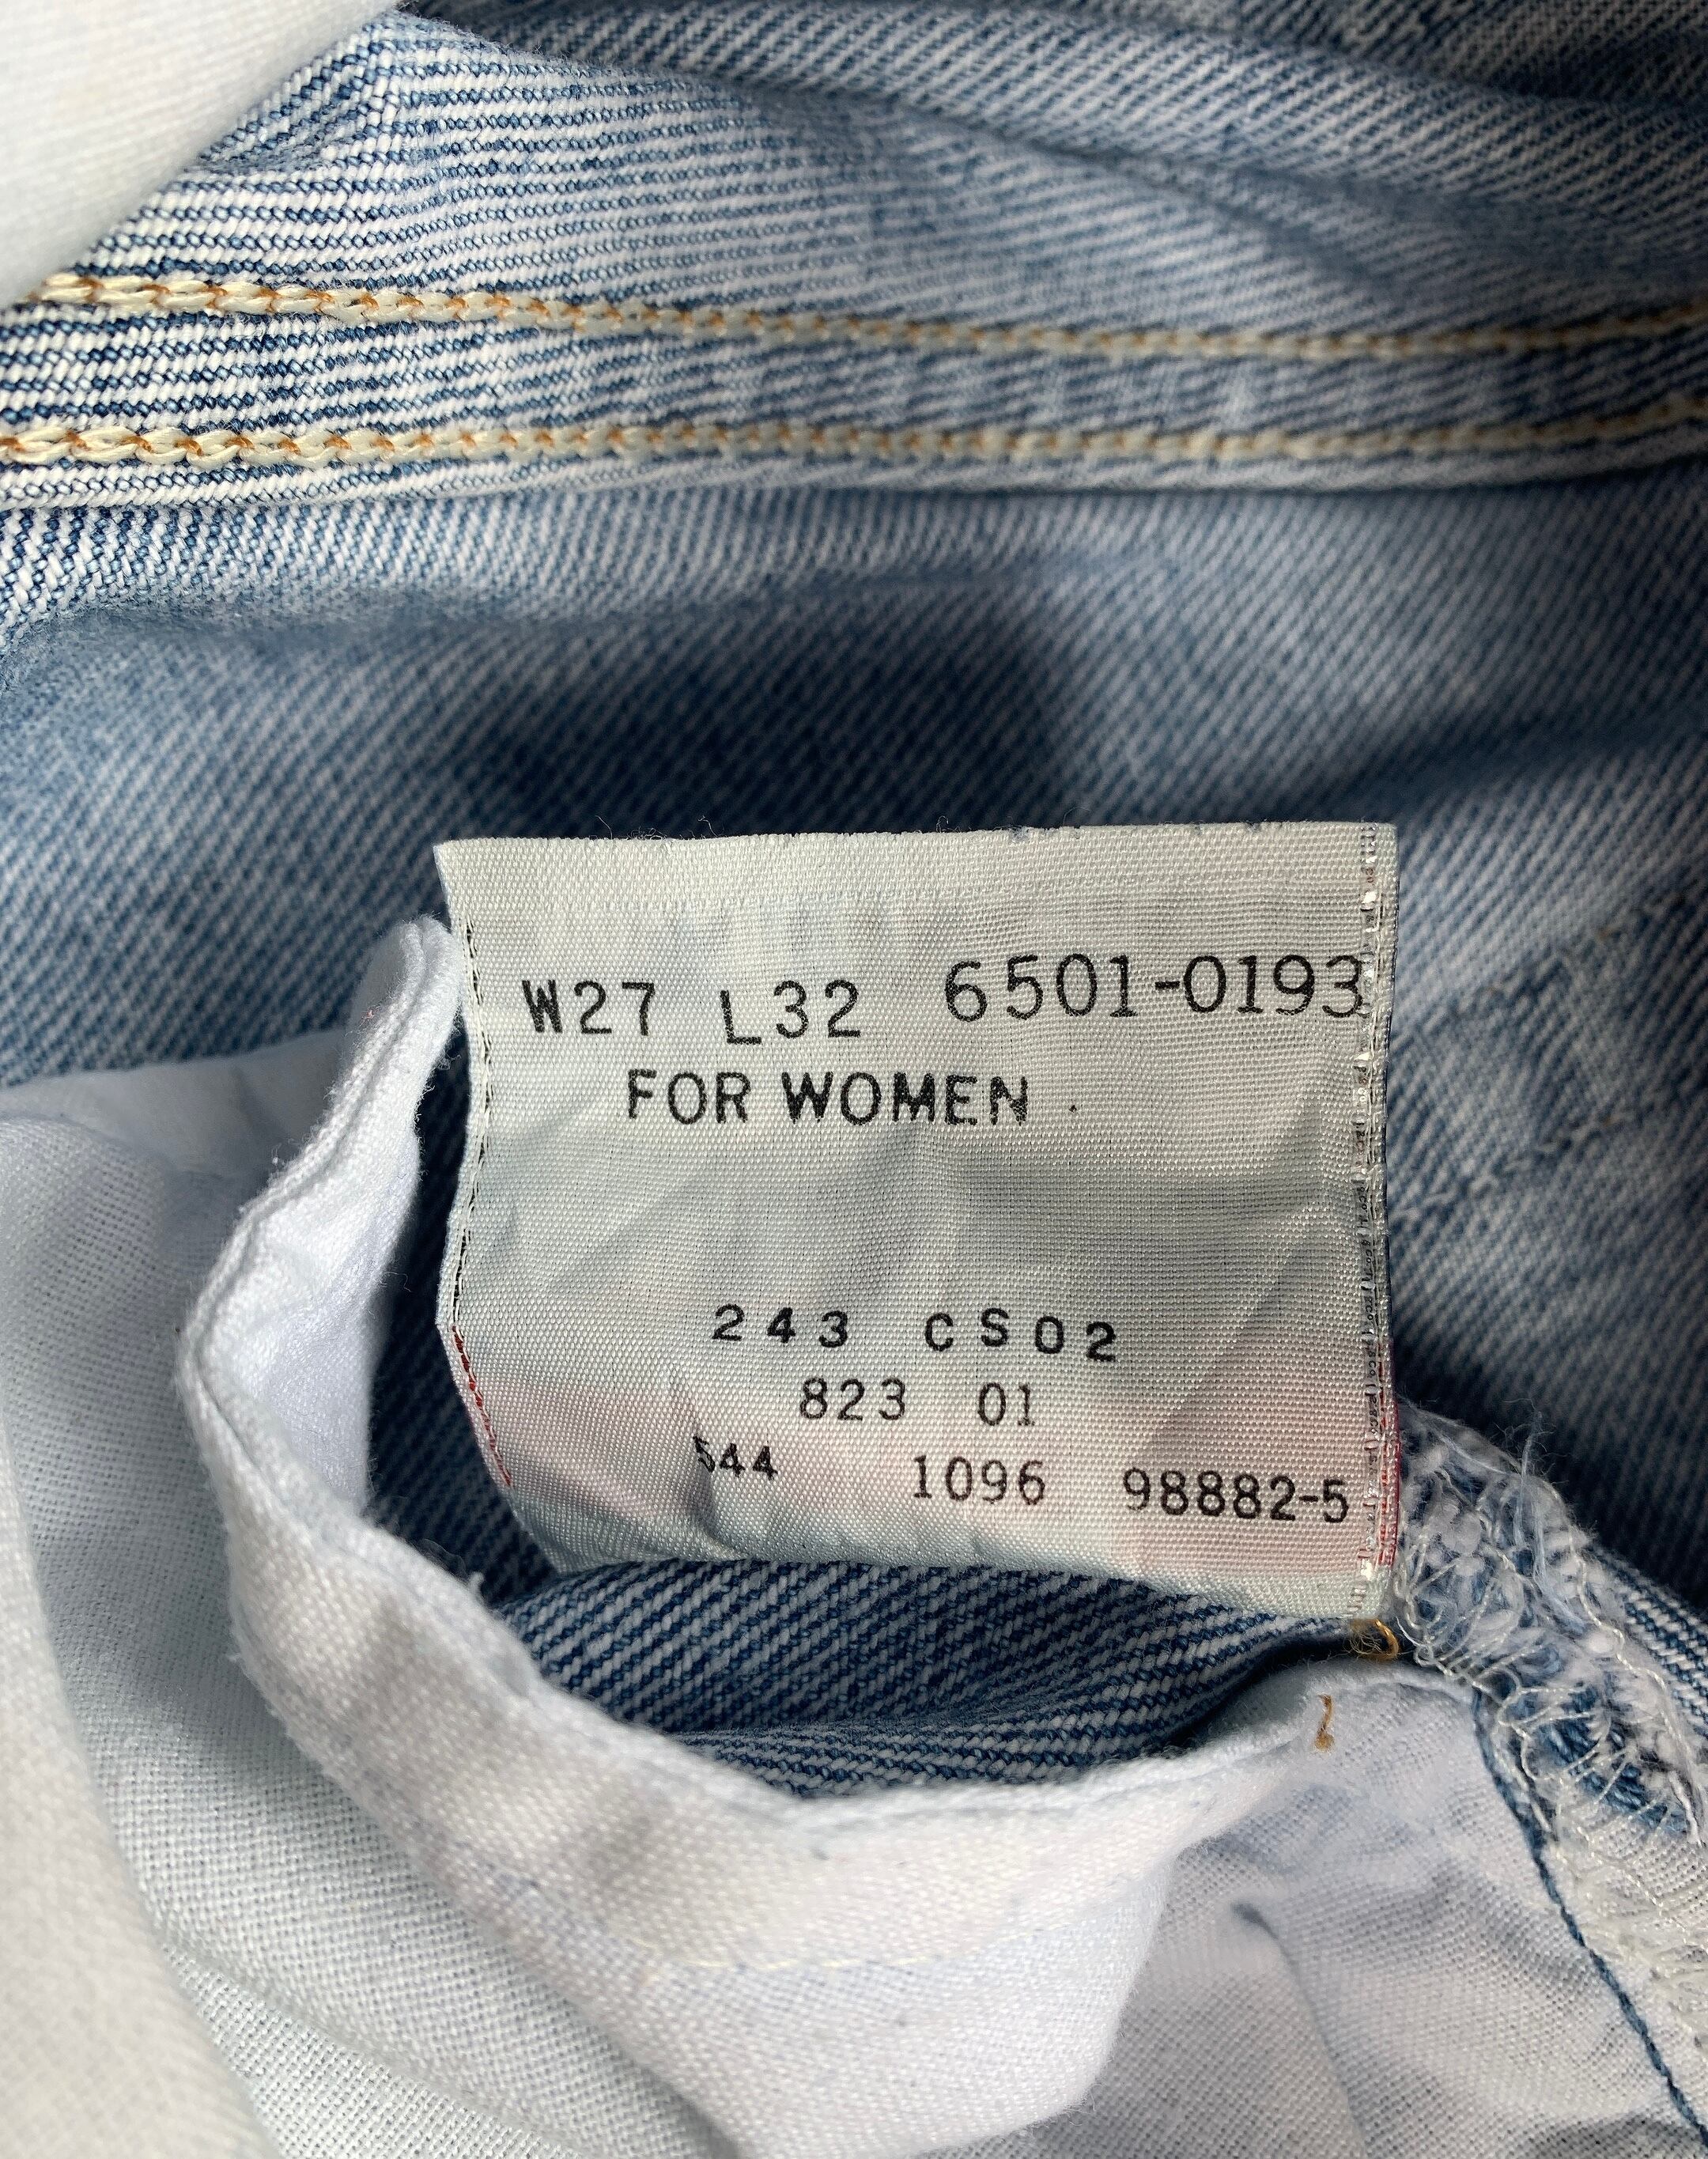 W27 L32 6501-0193
FOR WOMEN
243 CS02
823 01
544 1096 98882-5